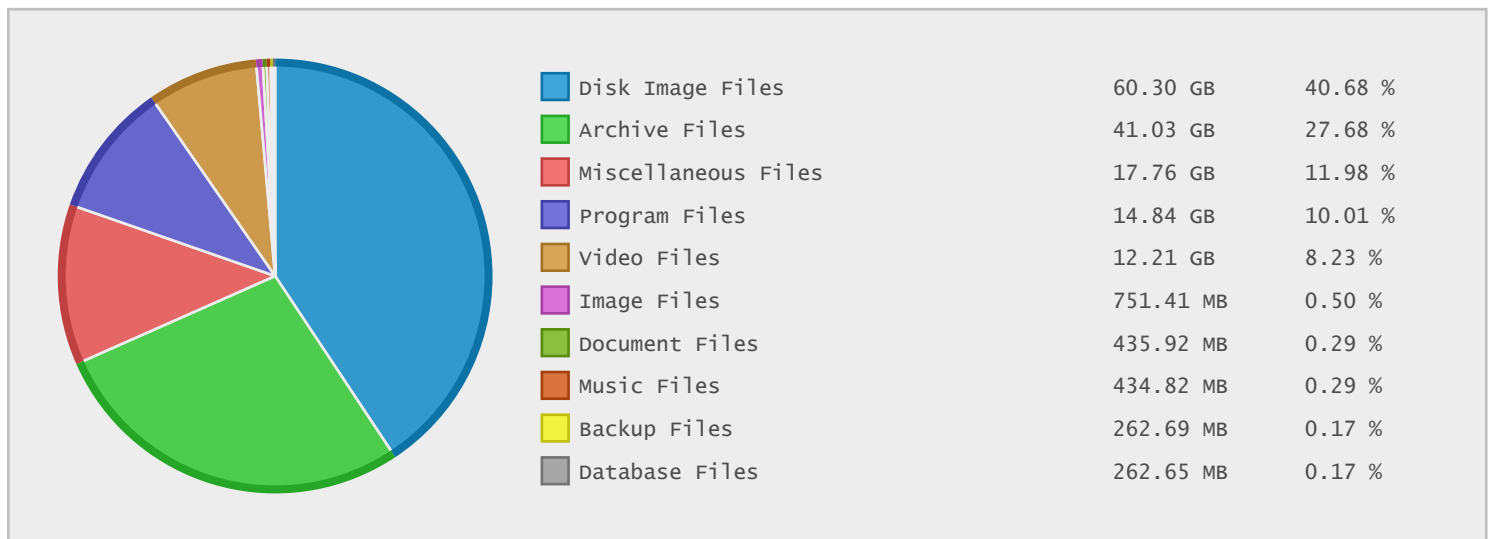 Disk Image Files 60.30 GB 40.68 %
Archive Files 41.03 GB 27.68 %
Miscellaneous Files 17.76 GB 11.98 %
Program Files 14.84 GB 10.01 %
Video Files 12.21 GB 8.23 %
Image Files 751.41 MB 0.50 %
Document Files 435.92 MB 0.29 %
Music Files 434.82 MB 0.29 %
Backup Files 262.69 MB 0.17 %
Database Files 262.65 MB 0.17 %